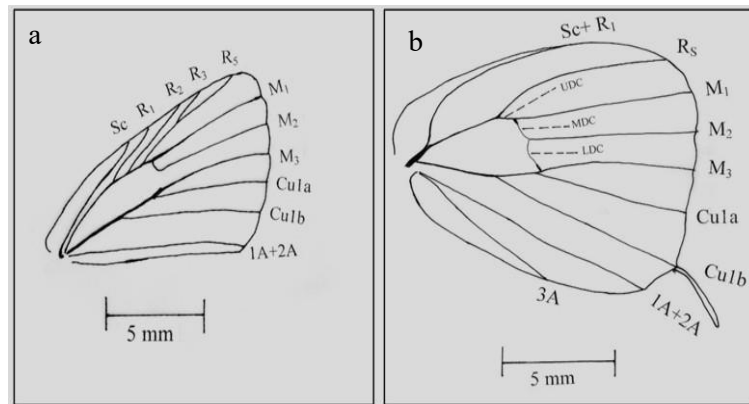 a
Sc
R1
R2
R3
R5
M1
M2
M3
Cu1a
Cu1b
1A+2A
5 mm
b
Sc+ R1
RS
UDC
M1
MDC
M2
LDC
M3
Cu1a
Cu1b
1A+2A
3A
5 mm